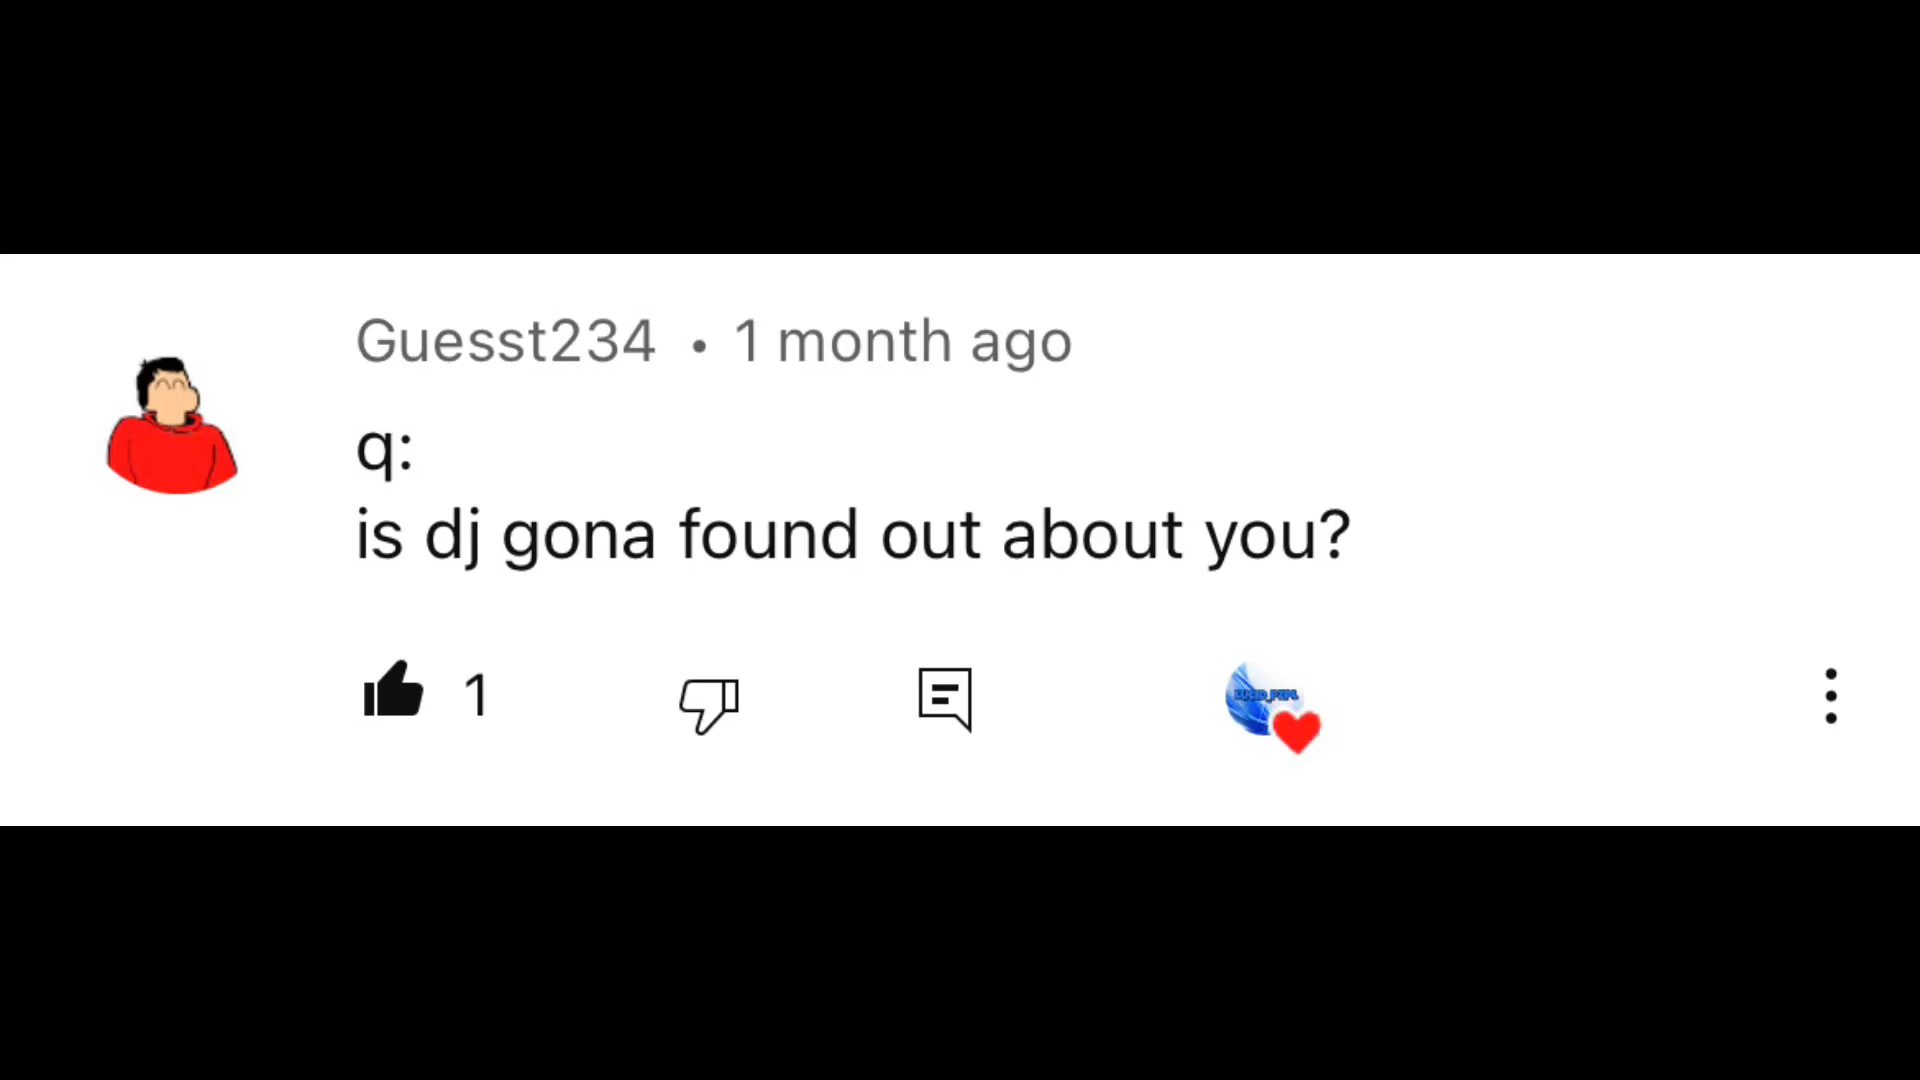 Guesst234 • 1 month ago
q:
is dj gona found out about you?
1